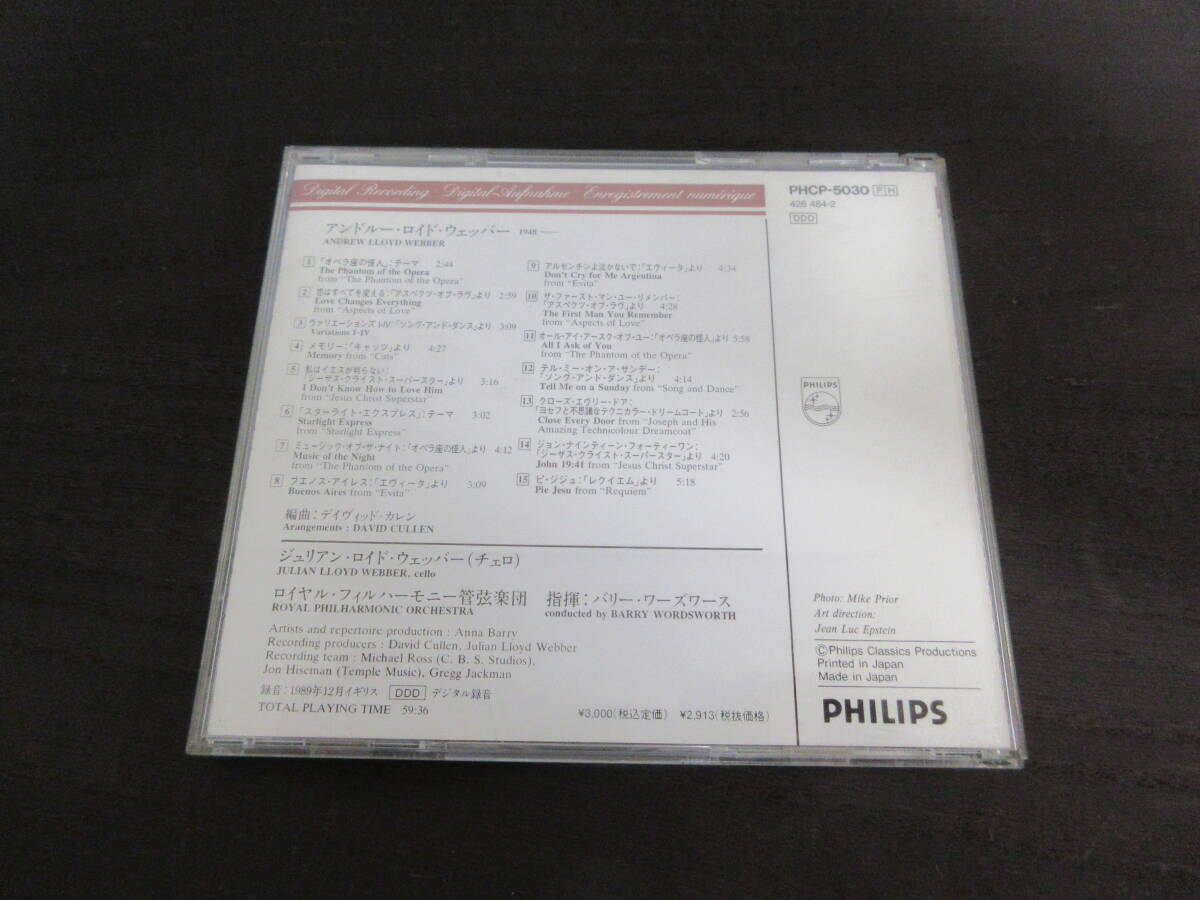 Digital Recording Digital-Aufnahme Enregistrement numérique
アンドルー・ロイド・ウェッバー 1948 —
ANDREW LLOYD WEBBER
1 「オペラ座の怪人」:テーマ 2:44
The Phantom of the Opera
from "The Phantom of the Opera"
2 恋はすべてを変える:「アスペクツ・オブ・ラヴ」より 2:59
Love Changes Everything
from "Aspects of Love"
3 ヴァリエーションズ I-IV:「ソング・アンド・ダンス」より 3:09
Variations I-IV
4 メモリー:「キャッツ」より 4:27
Memory from "Cats"
5 私はイエスが判らない:
「ジーザス・クライスト・スーパースター」より 3:16
I Don't Know How to Love Him
from "Jesus Christ Superstar"
6 「スターライト・エクスプレス」:テーマ 3:02
Starlight Express
from "Starlight Express"
7 ミュージック・オブ・ザ・ナイト:「オペラ座の怪人」より 4:12
Music of the Night
from "The Phantom of the Opera"
8 ブエノス・アイレス:「エヴィータ」より 3:09
Buenos Aires from "Evita"
9 アルゼンチンよ泣かないで:「エヴィータ」より 4:34
Don't Cry for Me Argentina
from "Evita"
10 ザ・ファースト・マン・ユー・リメンバー:
「アスペクツ・オブ・ラヴ」より 4:28
The First Man You Remember
from "Aspects of Love"
11 オール・アイ・アースク・オブ・ユー:「オペラ座の怪人」より 5:58
All I Ask of You
from "The Phantom of the Opera"
12 テル・ミー・オン・ア・サンデー:
「ソング・アンド・ダンス」より 4:14
Tell Me on a Sunday from "Song and Dance"
13 クローズ・エヴリー・ドア:
「ヨセフと不思議なテクニカラー・ドリームコート」より 2:56
Close Every Door from "Joseph and His
Amazing Technicolour Dreamcoat"
14 ジョン・ナインティーン・フォーティーワン:
「ジーザス・クライスト・スーパースター」より 4:20
John 19:41 from "Jesus Christ Superstar"
15 ピ・ジジュ:「レクイエム」より 5:18
Pie Jesu from "Requiem"
編曲:デイヴィッド・カレン
Arangements : DAVID CULLEN
ジュリアン・ロイド・ウェッバー(チェロ)
JULIAN LLOYD WEBBER, cello
ロイヤル・フィルハーモニー管弦楽団 指揮:バリー・ワーズワース
ROYAL PHILHARMONIC ORCHESTRA conducted by BARRY WORDSWORTH
Artists and repertoire production : Anna Barry
Recording producers : David Cullen, Julian Lloyd Webber
Recording team : Michael Ross (C. B. S. Studios),
Jon Hiseman (Temple Music), Gregg Jackman
録音:1989年12月イギリス DDD デジタル録音
TOTAL PLAYING TIME 59:36
¥3,000(税込定価) ¥2,913(税抜価格)
PHCP-5030 PH
426 484-2
DDD
PHILIPS
Photo: Mike Prior
Art direction:
Jean Luc Epstein
©Philips Classics Productions
Printed in Japan
Made in Japan
PHILIPS